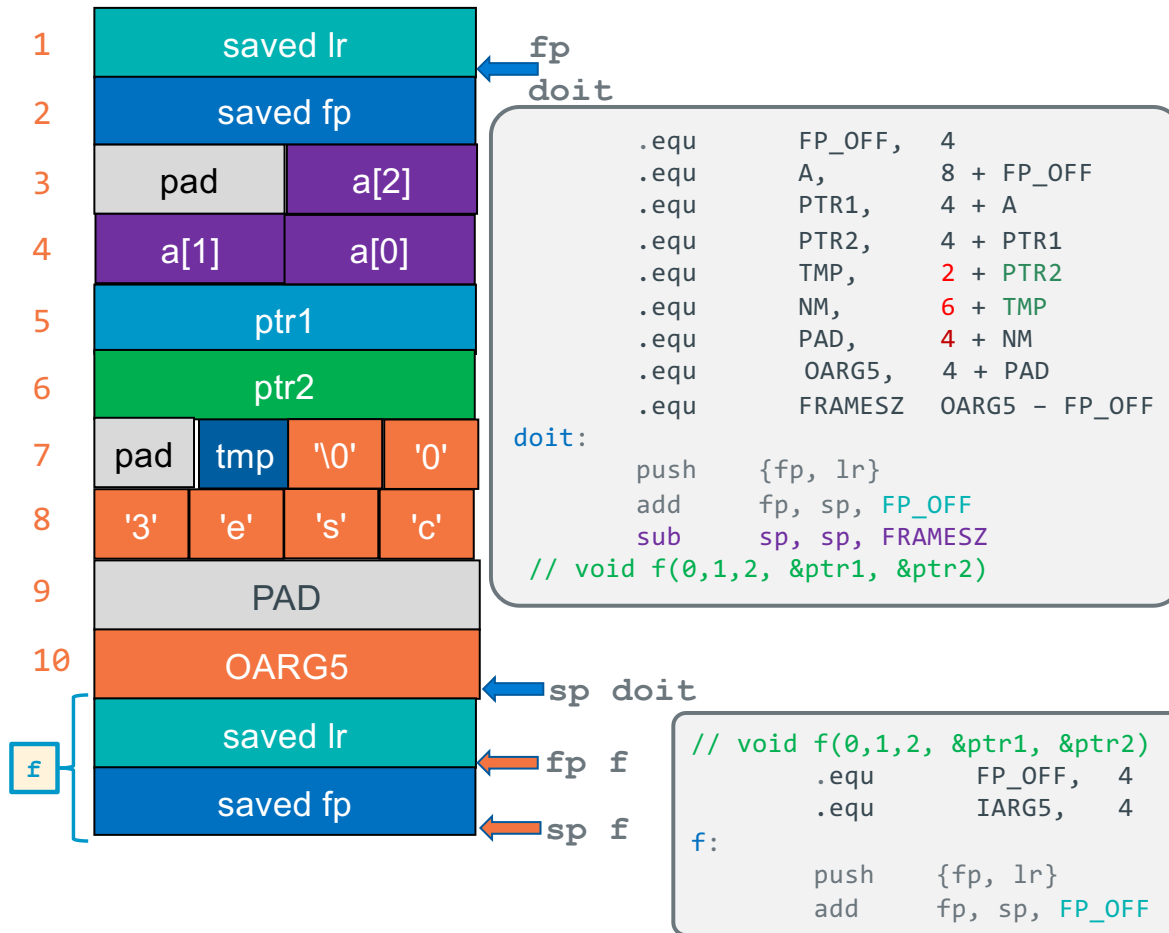 1
saved lr
fp
doit
2
saved fp
3
pad a[2]
4
a[1] a[0]
5
ptr1
6
ptr2
7
pad tmp '\0' '0'
8
'3' 'e' 's' 'c'
9
PAD
10
OARG5
sp doit
f
saved lr
fp f
saved fp
sp f
.equ FP_OFF, 4
.equ A, 8 + FP_OFF
.equ PTR1, 4 + A
.equ PTR2, 4 + PTR1
.equ TMP, 2 + PTR2
.equ NM, 6 + TMP
.equ PAD, 4 + NM
.equ OARG5, 4 + PAD
.equ FRAMESZ OARG5 – FP_OFF
doit:
push {fp, lr}
add fp, sp, FP_OFF
sub sp, sp, FRAMESZ
// void f(0,1,2, &ptr1, &ptr2)
// void f(0,1,2, &ptr1, &ptr2)
.equ FP_OFF, 4
.equ IARG5, 4
f:
push {fp, lr}
add fp, sp, FP_OFF